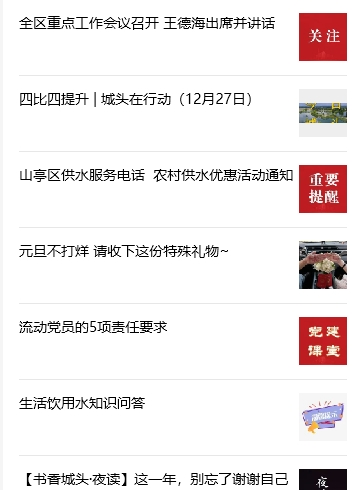 全区重点工作会议召开 王德海出席并讲话
关注
四比四提升 | 城头在行动（12月27日）
山亭区供水服务电话 农村供水优惠活动通知
重要
提醒
元旦不打烊 请收下这份特殊礼物~
流动党员的5项责任要求
党建
课堂
生活饮用水知识问答
【书香城头·夜读】这一年，别忘了谢谢自己
夜